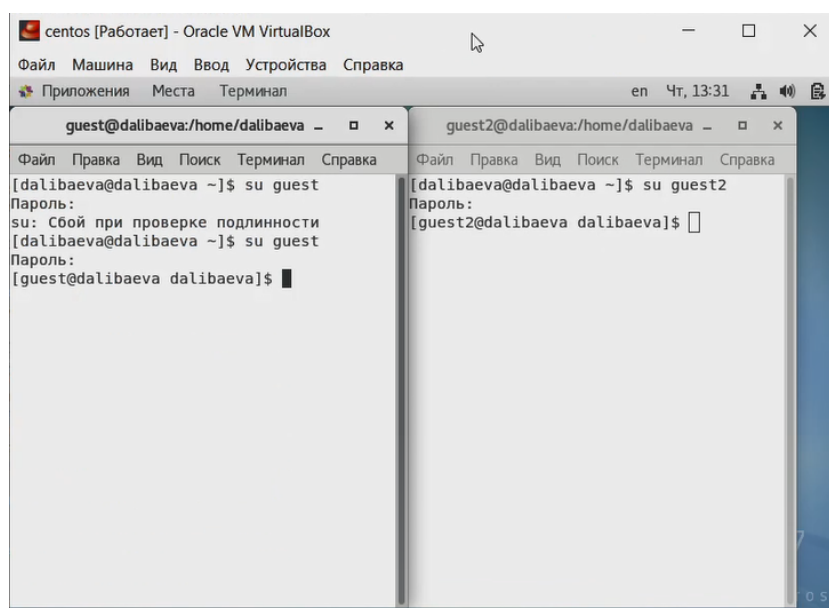 centos [Работает] - Oracle VM VirtualBox
Файл Машина Вид Ввод Устройства Справка
Приложения Места Терминал en Чт, 13:31
guest@dalibaeva:/home/dalibaeva
Файл Правка Вид Поиск Терминал Справка
[dalibaeva@dalibaeva ~]$ su guest
Пароль:
su: Сбой при проверке подлинности
[dalibaeva@dalibaeva ~]$ su guest
Пароль:
[guest@dalibaeva dalibaeva]$
guest2@dalibaeva:/home/dalibaeva
Файл Правка Вид Поиск Терминал Справка
[dalibaeva@dalibaeva ~]$ su guest2
Пароль:
[guest2@dalibaeva dalibaeva]$
7